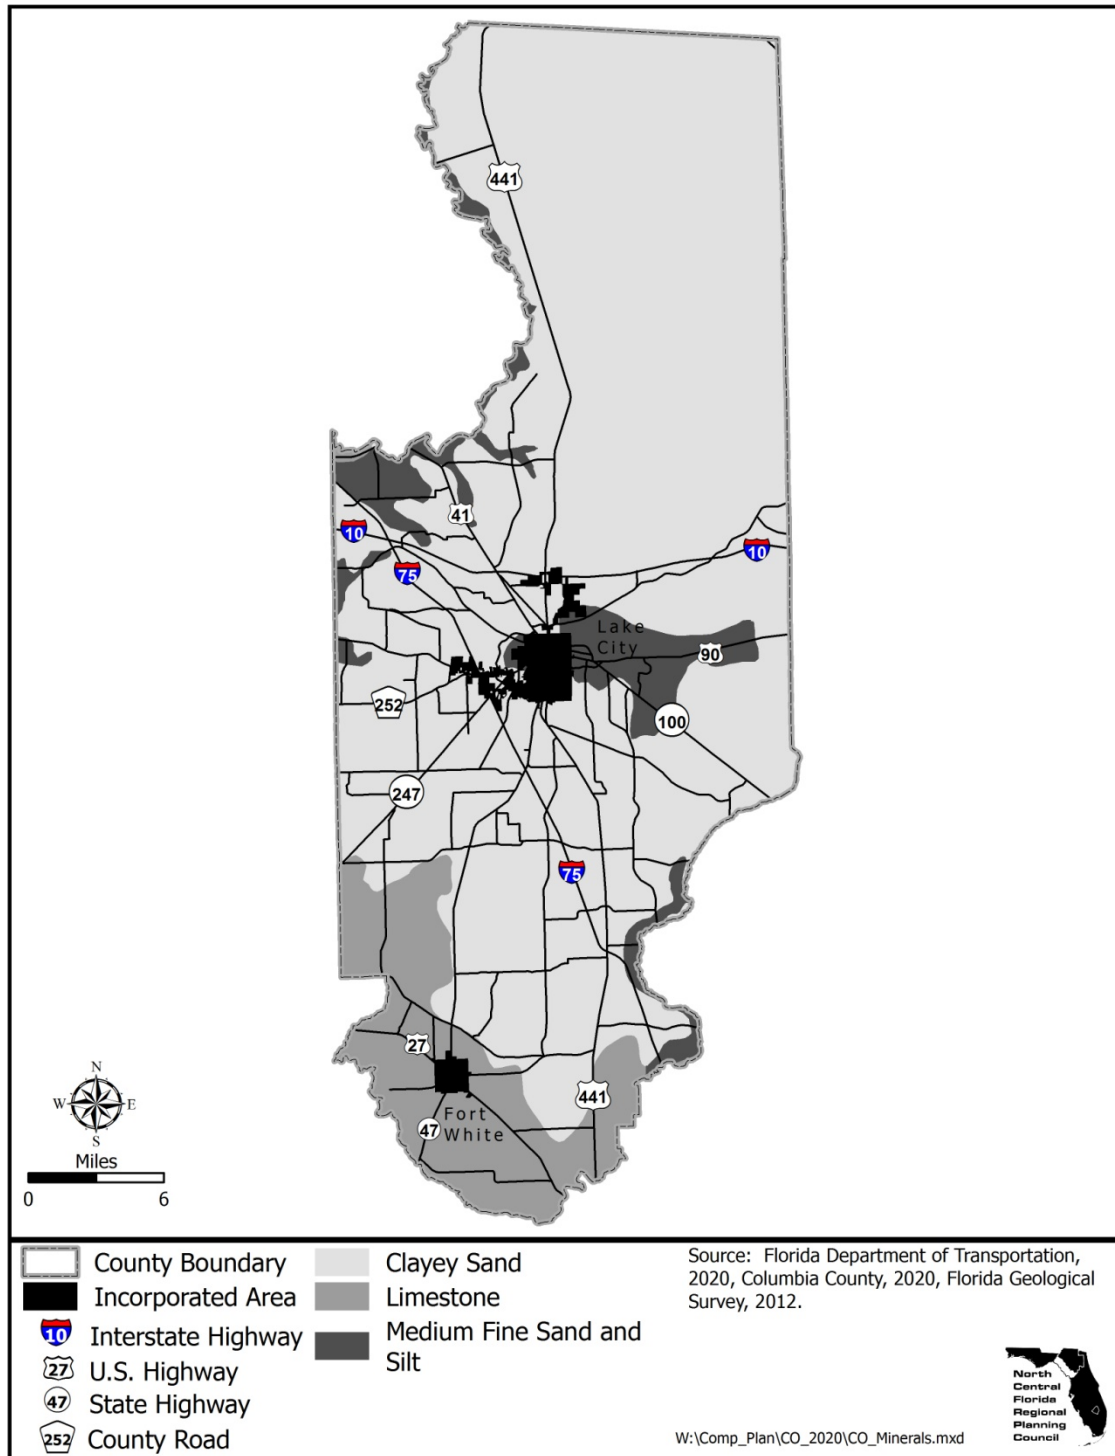 441
41
10
10
75
Lake
City
90
252
100
247
75
27
441
Fort
White
47
N
W
E
S
Miles
0
6
County Boundary
Incorporated Area
10
Interstate Highway
27
U.S. Highway
47
State Highway
252
County Road
Clayey Sand
Limestone
Medium Fine Sand and
Silt
Source: Florida Department of Transportation,
2020, Columbia County, 2020, Florida Geological
Survey, 2012.
North
Central
Florida
Regional
Planning
Council
W:\Comp_Plan\CO_2020\CO_Minerals.mxd